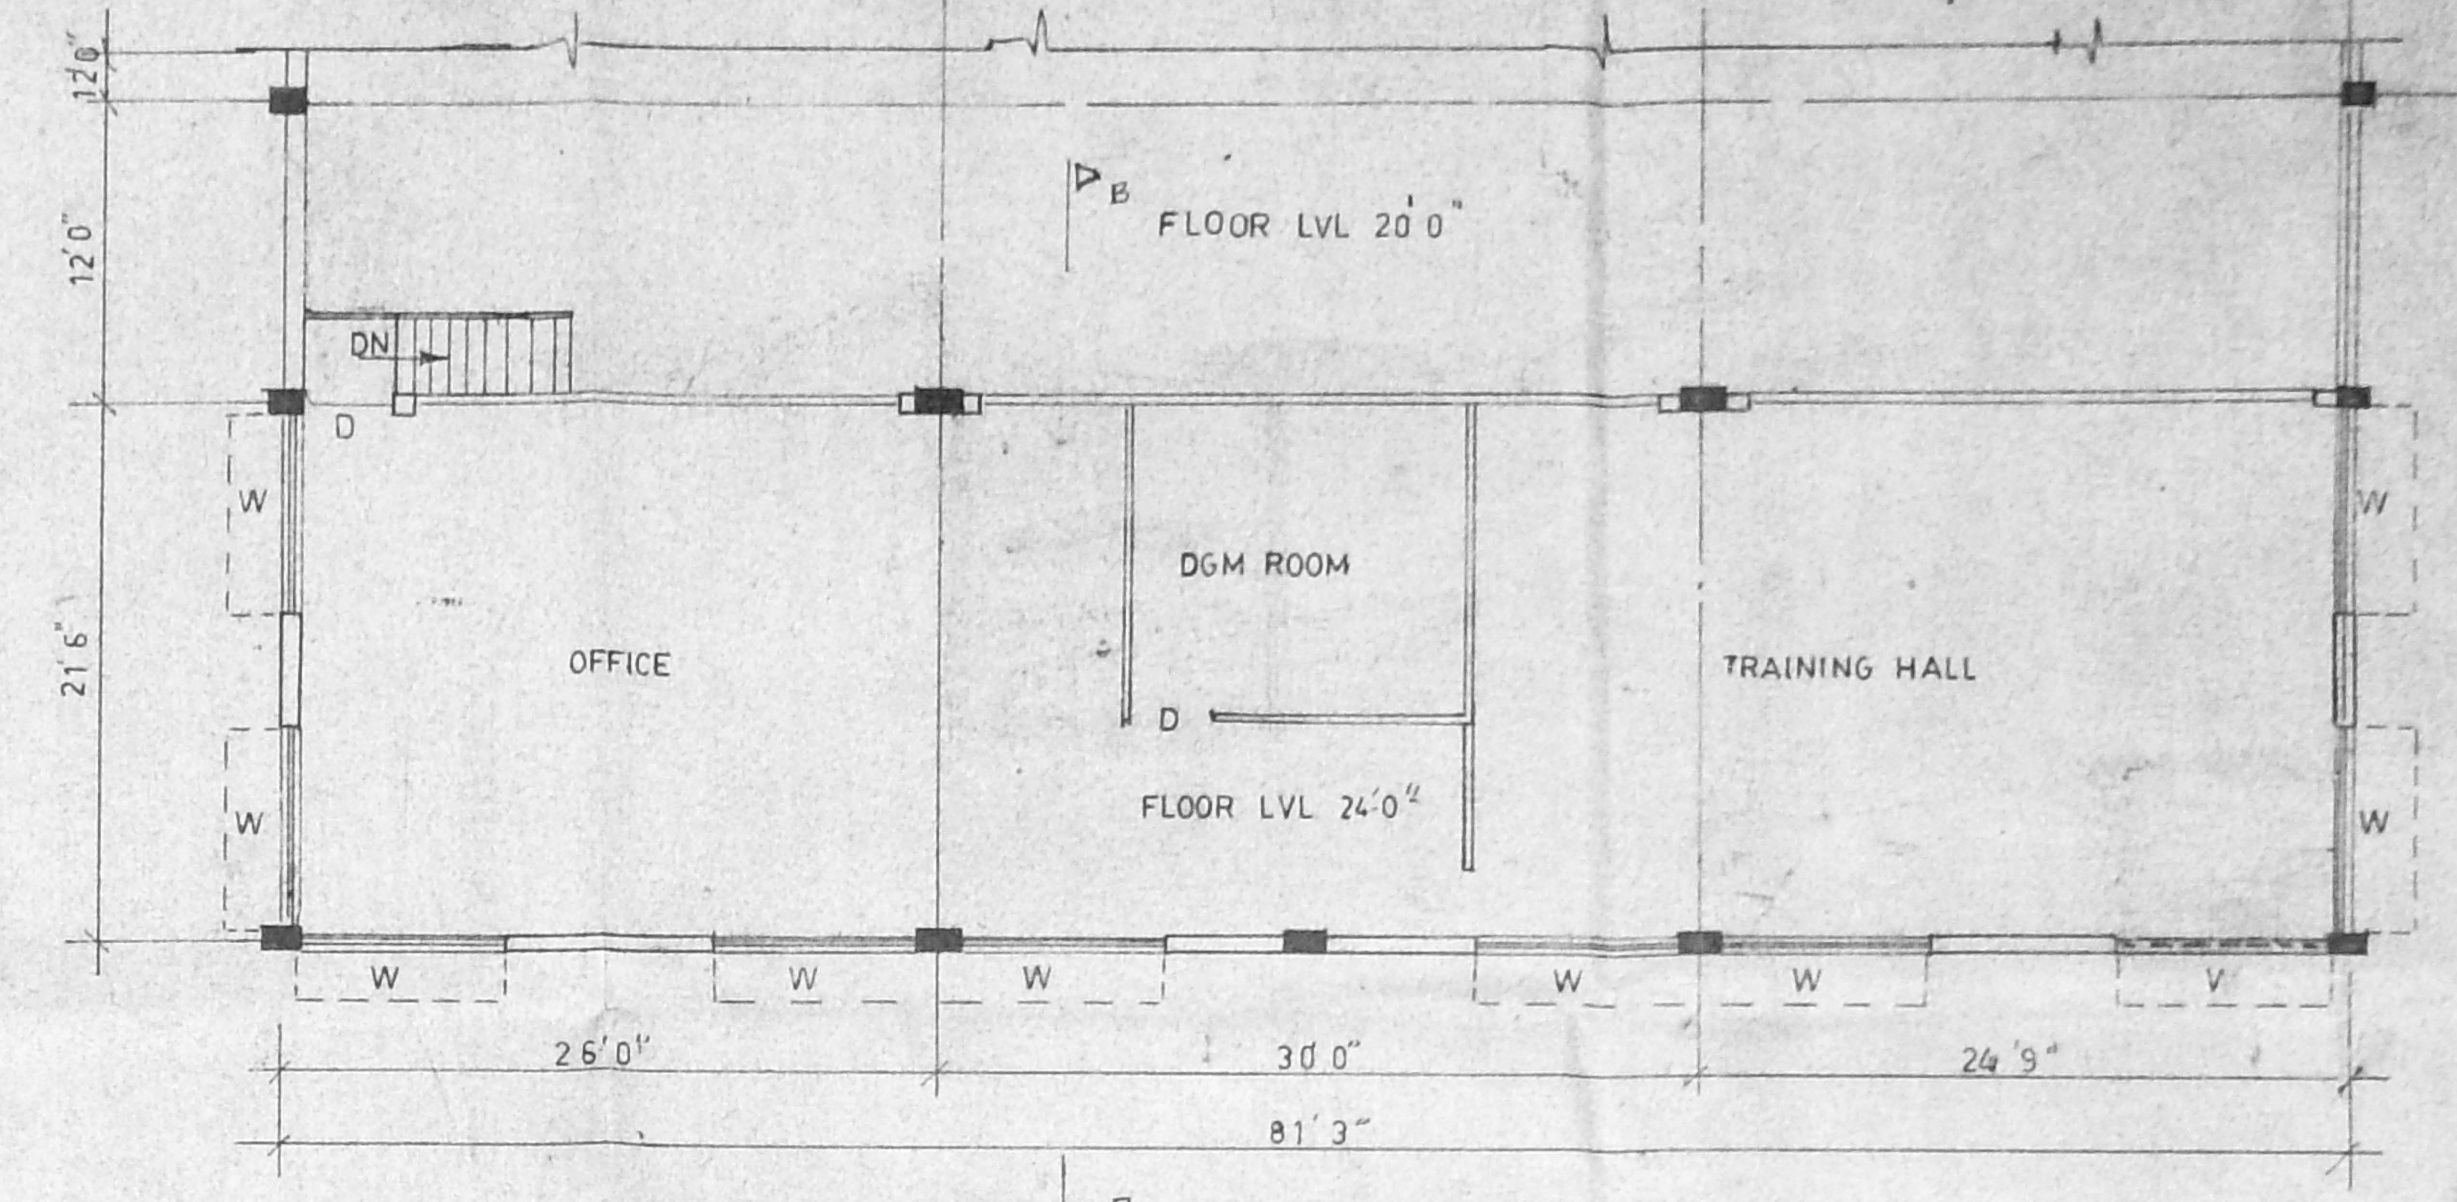 12'0"
B
FLOOR LVL 20'0"
12'0"
DN
D
W
W
DGM ROOM
21'6"
OFFICE
TRAINING HALL
D
FLOOR LVL 24'0"
W
W
W
W
W
W
W
V
26'0"
30'0"
24'9"
81'3"